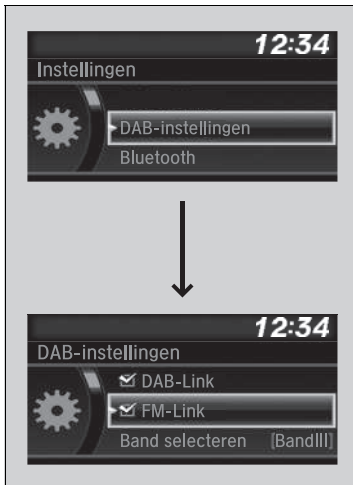 12:34
Instellingen
DAB-instellingen
Bluetooth
12:34
DAB-instellingen
DAB-Link
FM-Link
Band selecteren [BandIII]